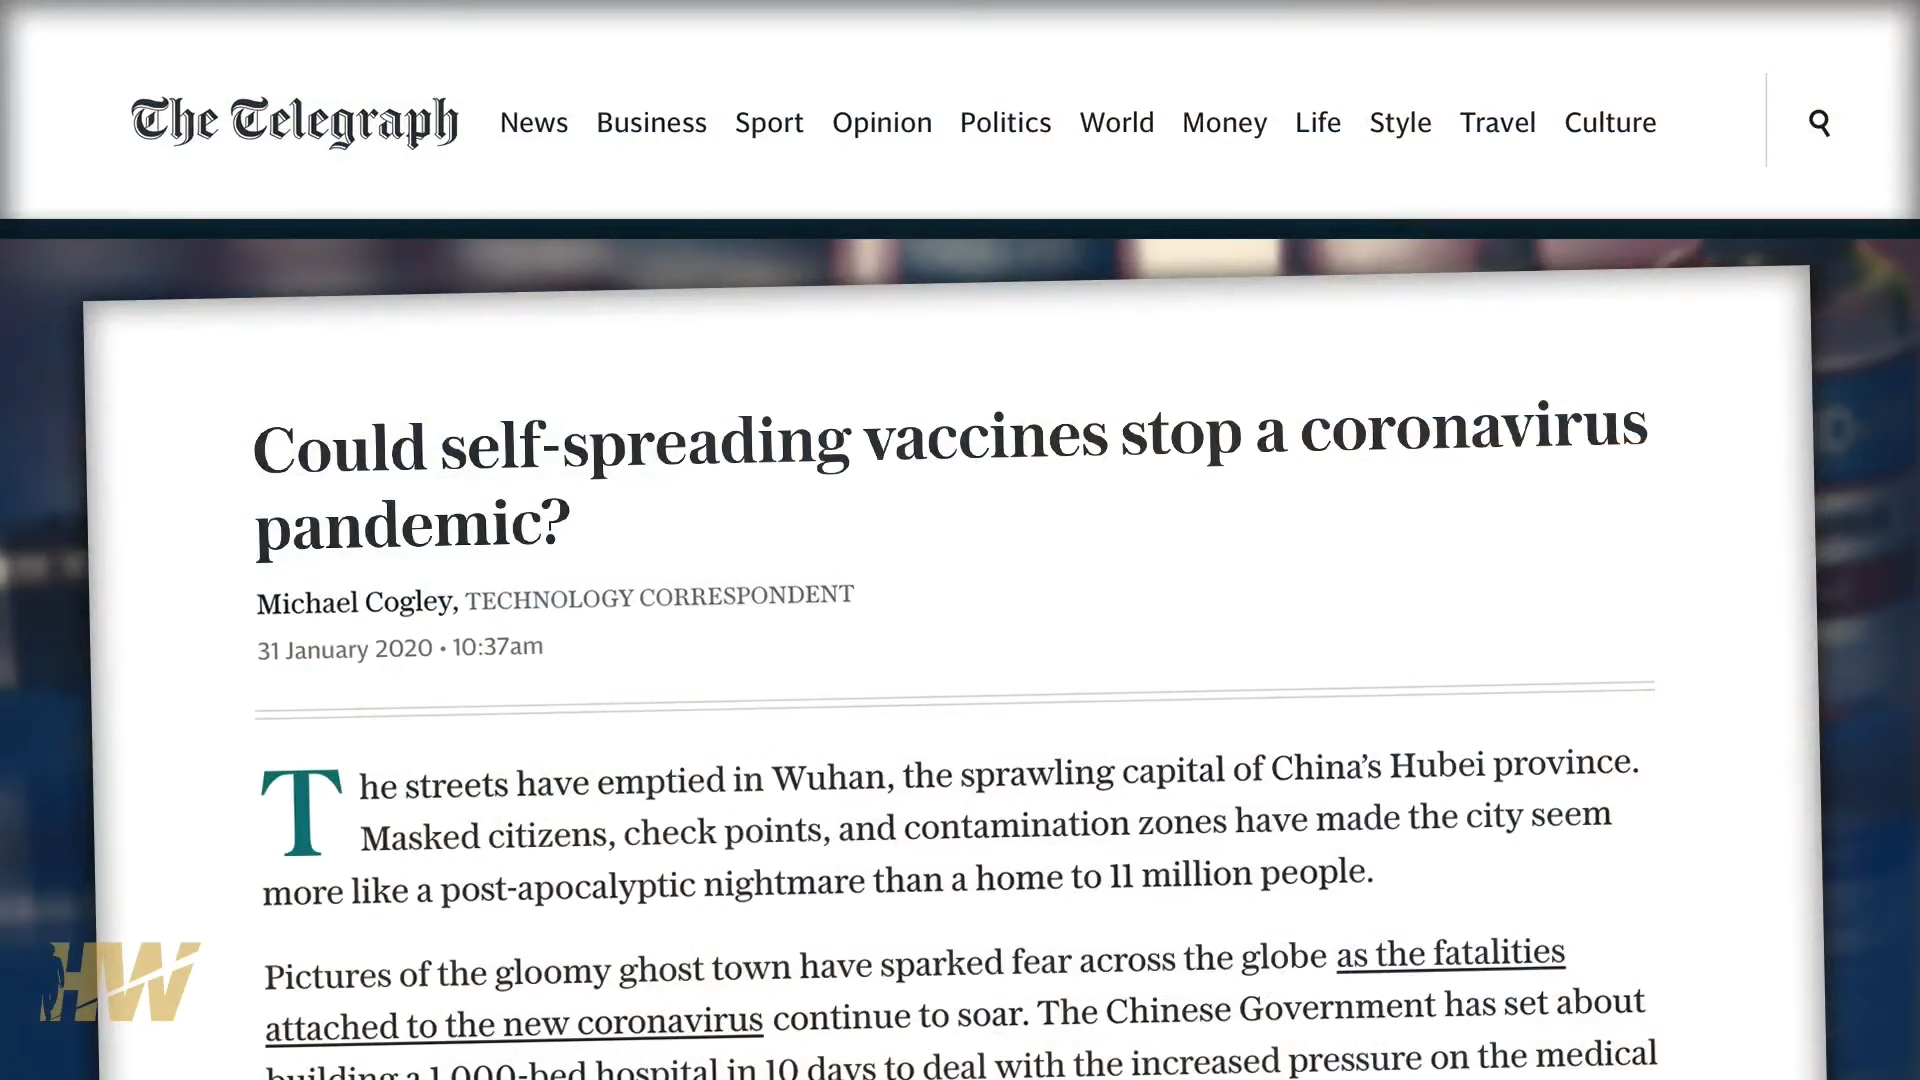 The Telegraph News Business Sport Opinion Politics World Money Life Style Travel Culture
Could self-spreading vaccines stop a coronavirus
pandemic?
Michael Cogley, TECHNOLOGY CORRESPONDENT
31 January 2020 • 10:37am
The streets have emptied in Wuhan, the sprawling capital of China’s Hubei province.
Masked citizens, check points, and contamination zones have made the city seem
more like a post-apocalyptic nightmare than a home to 11 million people.
Pictures of the gloomy ghost town have sparked fear across the globe as the fatalities
attached to the new coronavirus continue to soar. The Chinese Government has set about
building a 1,000-bed hospital in 10 days to deal with the increased pressure on the medical
HW